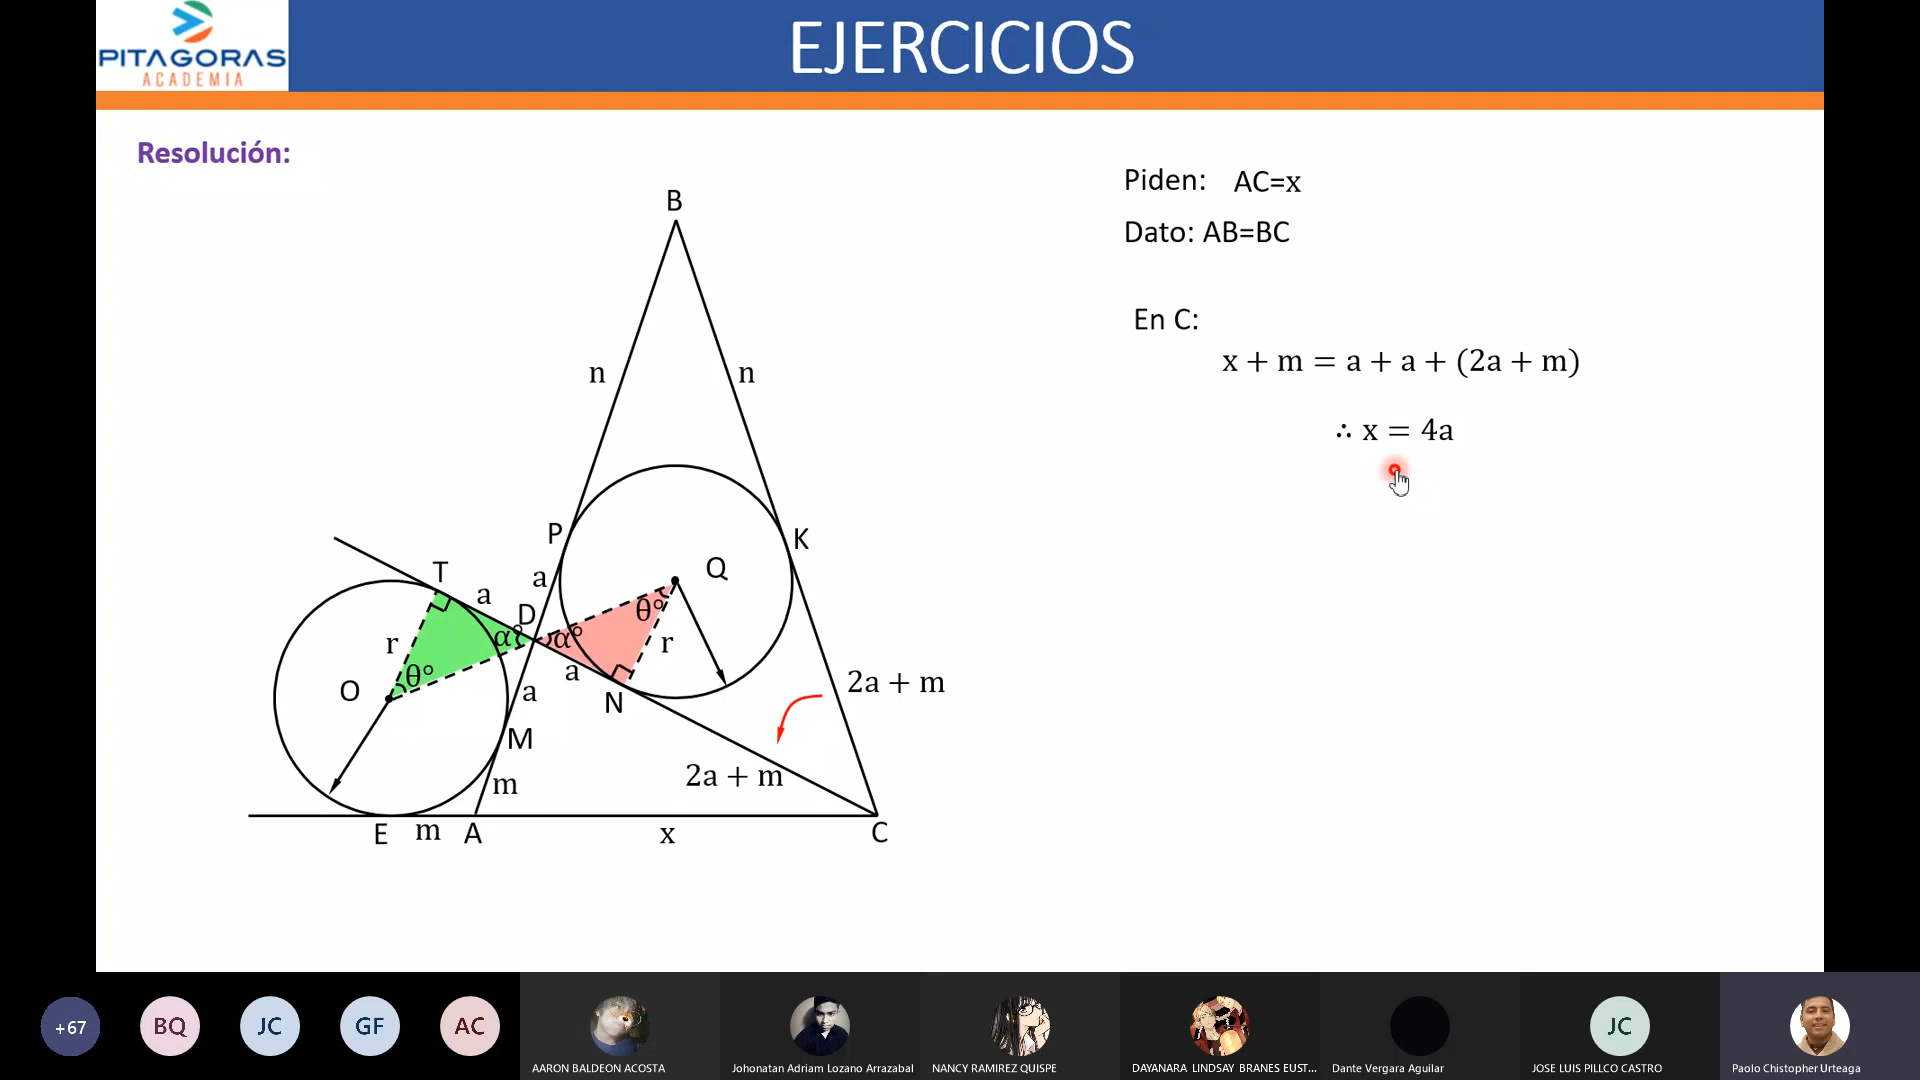 PITAGORAS
ACADEMIA
EJERCICIOS
Resolución:
Piden: AC=x
Dato: AB=BC
En C:
x + m = a + a + (2a + m)
∴ x = 4a
B
n n
P K
a Q
T a D
θ°
α° α°
r r
θ° a
O a N
M 2a + m
m 2a + m
E m A x C
+67 BQ JC GF AC JC
AARON BALDEON ACOSTA
Johonatan Adriam Lozano Arrazabal
NANCY RAMIREZ QUISPE
DAYANARA LINDSAY BRANES EUST...
Dante Vergara Aguilar
JOSE LUIS PILLCO CASTRO
Paolo Chistopher Urteaga